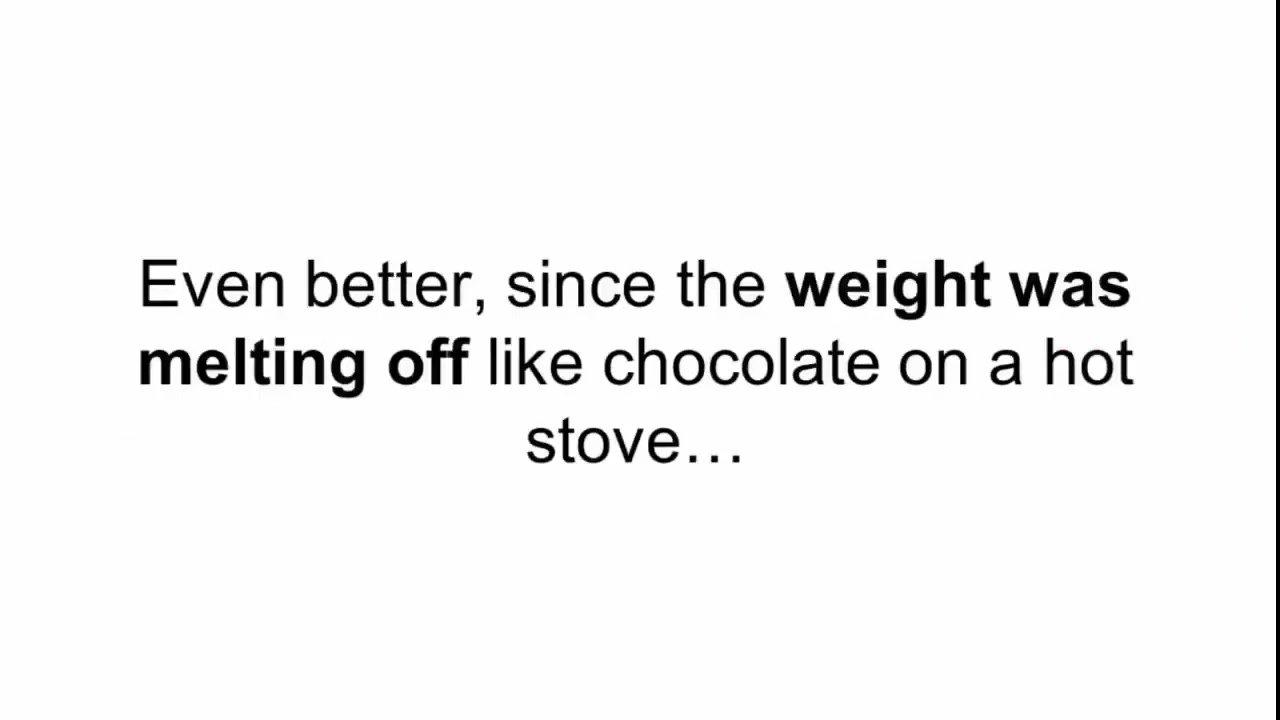 Even better, since the weight was
melting off like chocolate on a hot
stove…